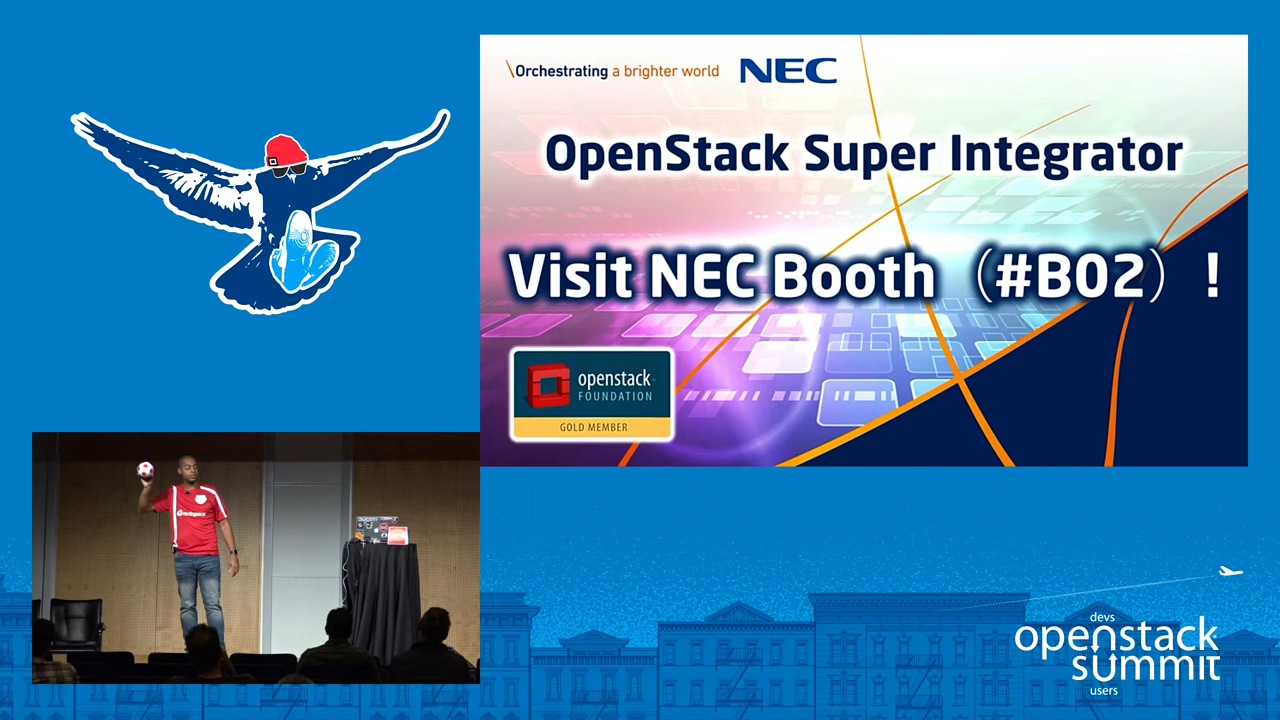 \Orchestrating a brighter world NEC
OpenStack Super Integrator
Visit NEC Booth （#B02）!
openstack
FOUNDATION
GOLD MEMBER
rackspace
devs
openstack
summit
users